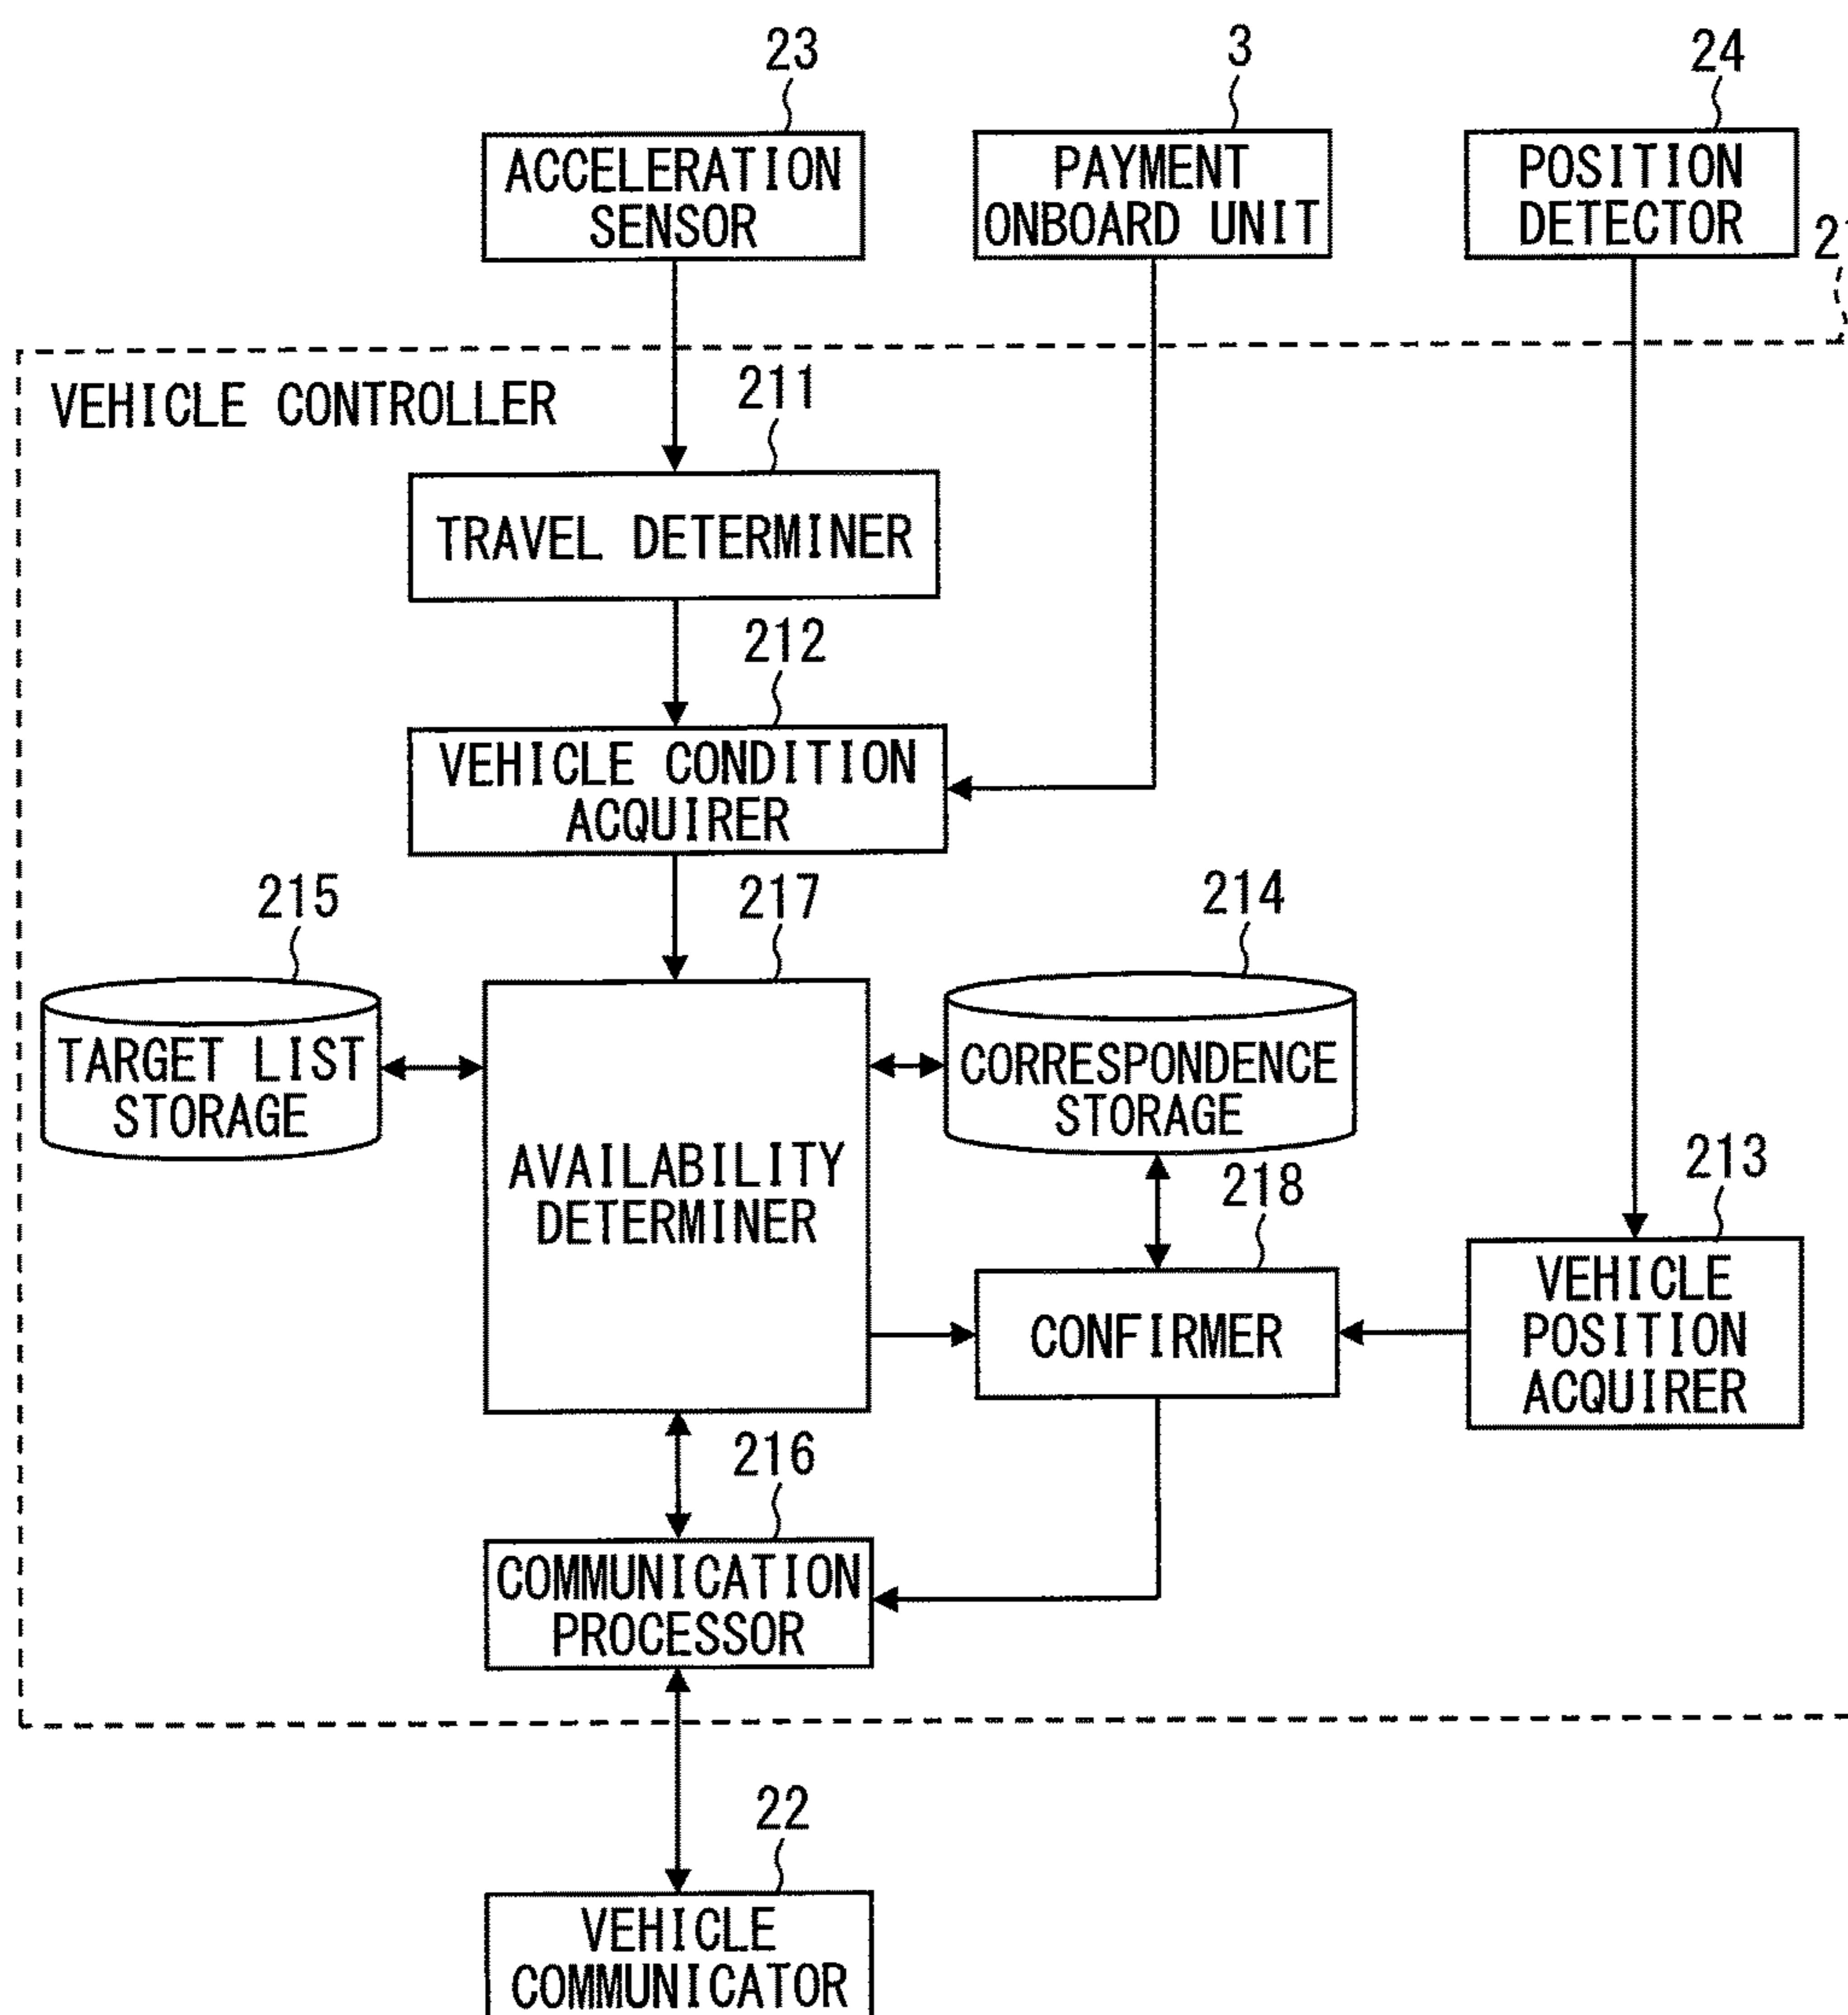 23
3
24
ACCELERATION
SENSOR
PAYMENT
ONBOARD UNIT
POSITION
DETECTOR
VEHICLE CONTROLLER
211
TRAVEL DETERMINER
212
VEHICLE CONDITION
ACQUIRER
215
217
214
TARGET LIST
STORAGE
CORRESPONDENCE
STORAGE
AVAILABILITY
DETERMINER
218
213
CONFIRMER
VEHICLE
POSITION
ACQUIRER
216
COMMUNICATION
PROCESSOR
22
VEHICLE
COMMUNICATOR